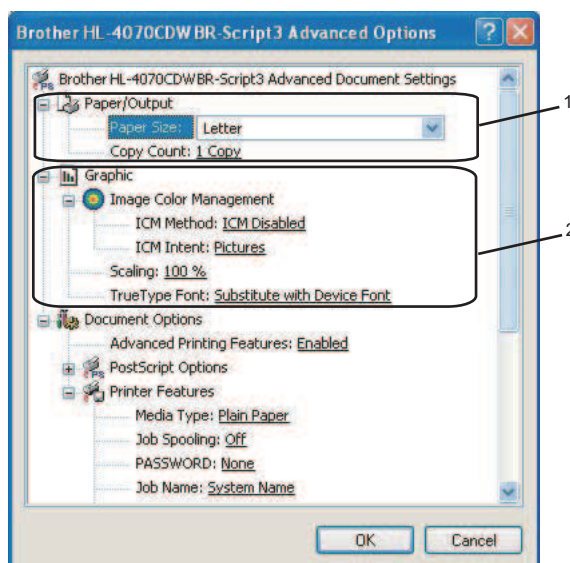 Brother HL-4070CDW BR-Script3 Advanced Options
Brother HL-4070CDW BR-Script3 Advanced Document Settings
Paper/Output
Paper Size: Letter
Copy Count: 1 Copy
1
Graphic
Image Color Management
ICM Method: ICM Disabled
ICM Intent: Pictures
2
Scaling: 100 %
TrueType Font: Substitute with Device Font
Document Options
Advanced Printing Features: Enabled
PostScript Options
Printer Features
Media Type: Plain Paper
Job Spooling: Off
PASSWORD: None
Job Name: System Name
OK
Cancel